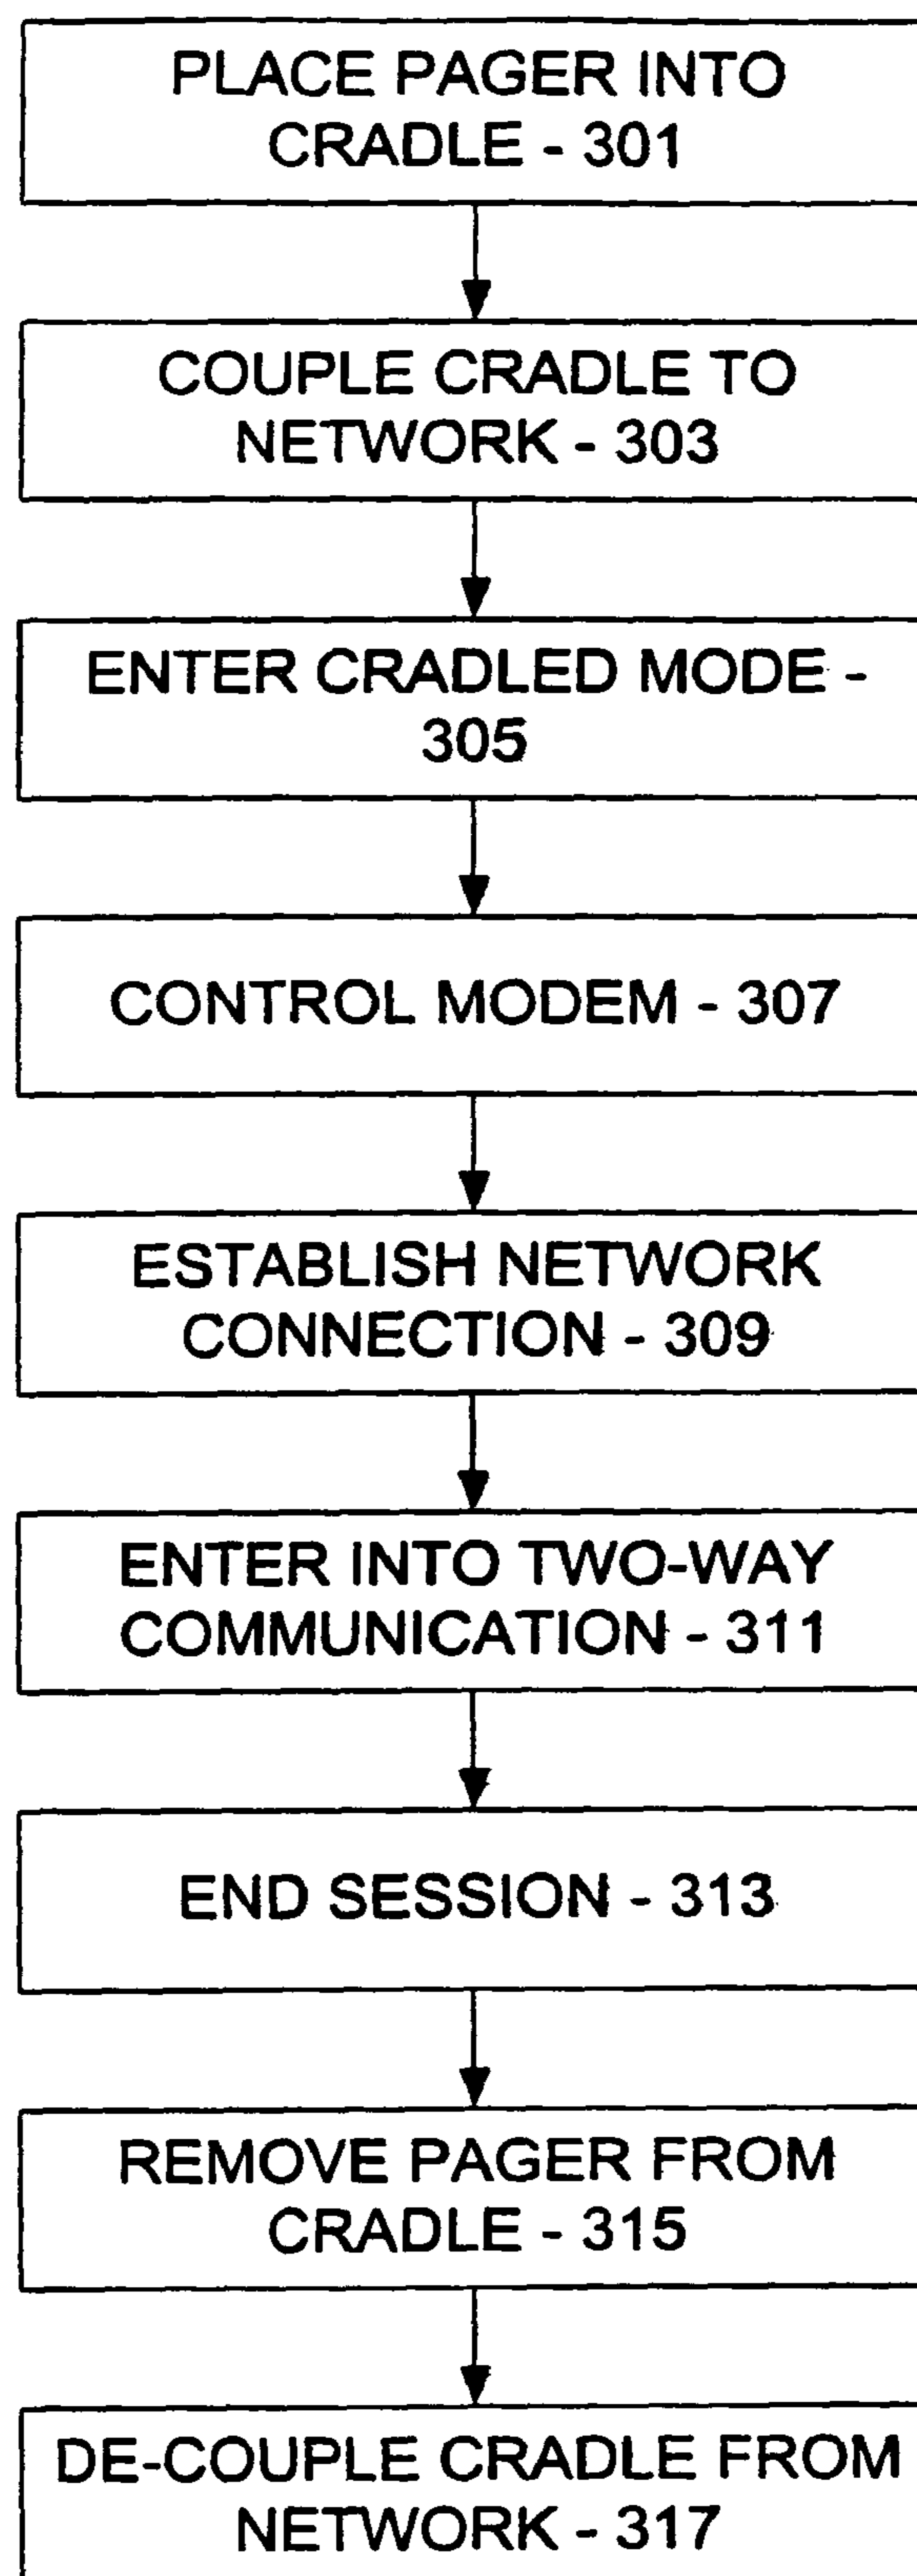 PLACE PAGER INTO
CRADLE - 301
COUPLE CRADLE TO
NETWORK - 303
ENTER CRADLED MODE -
305
CONTROL MODEM - 307
ESTABLISH NETWORK
CONNECTION - 309
ENTER INTO TWO-WAY
COMMUNICATION - 311
END SESSION - 313
REMOVE PAGER FROM
CRADLE - 315
DE-COUPLE CRADLE FROM
NETWORK - 317